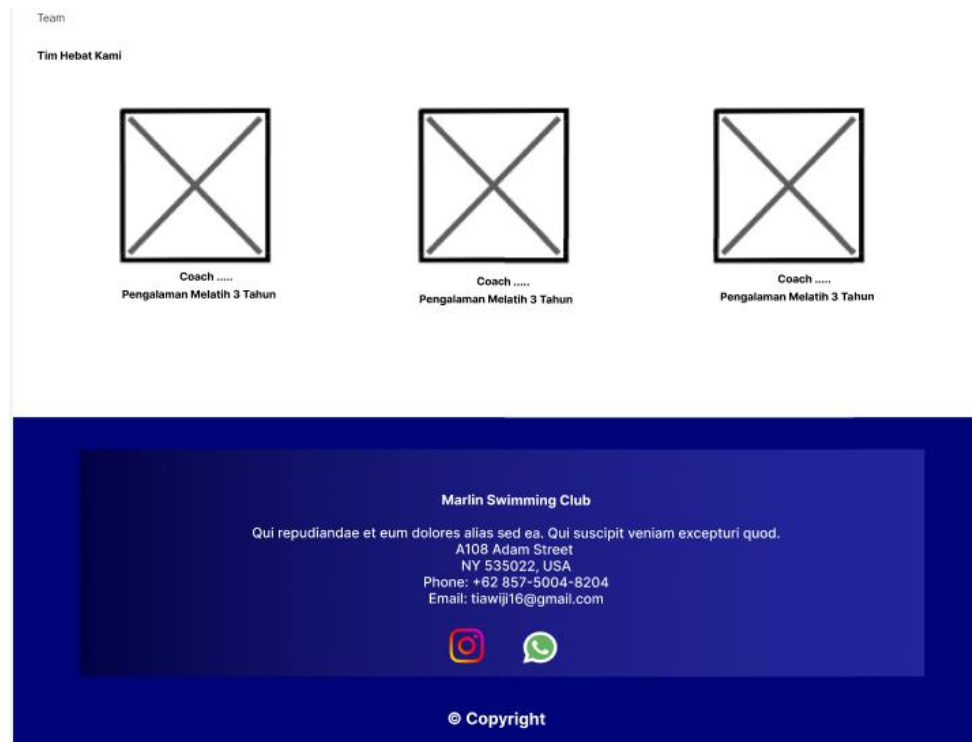 Team
Tim Hebat Kami
Coach .....
Pengalaman Melatih 3 Tahun
Coach .....
Pengalaman Melatih 3 Tahun
Coach .....
Pengalaman Melatih 3 Tahun
Marlin Swimming Club
Qui repudiandae et eum dolores alias sed ea. Qui suscipit veniam excepturi quod.
A108 Adam Street
NY 535022, USA
Phone: +62 857-5004-8204
Email: tiawiji16@gmail.com
© Copyright